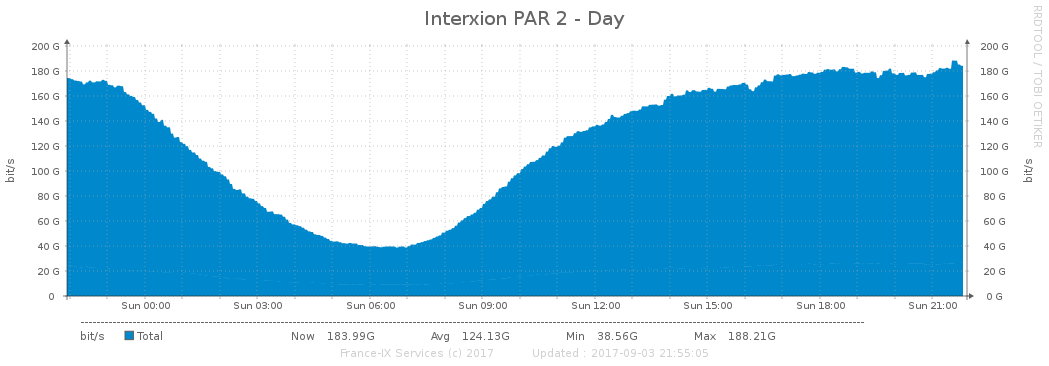 Interxion PAR 2 - Day
RRDTOOL / TOBI OETIKER
200 G 200 G
180 G 180 G
160 G 160 G
140 G 140 G
120 G 120 G
100 G 100 G
80 G 80 G
60 G 60 G
40 G 40 G
20 G 20 G
0 0 G
bit/s bit/s
Sun 00:00 Sun 03:00 Sun 06:00 Sun 09:00 Sun 12:00 Sun 15:00 Sun 18:00 Sun 21:00
bit/s Total Now 183.99G Avg 124.13G Min 38.56G Max 188.21G
France-IX Services (c) 2017 Updated : 2017-09-03 21:55:05